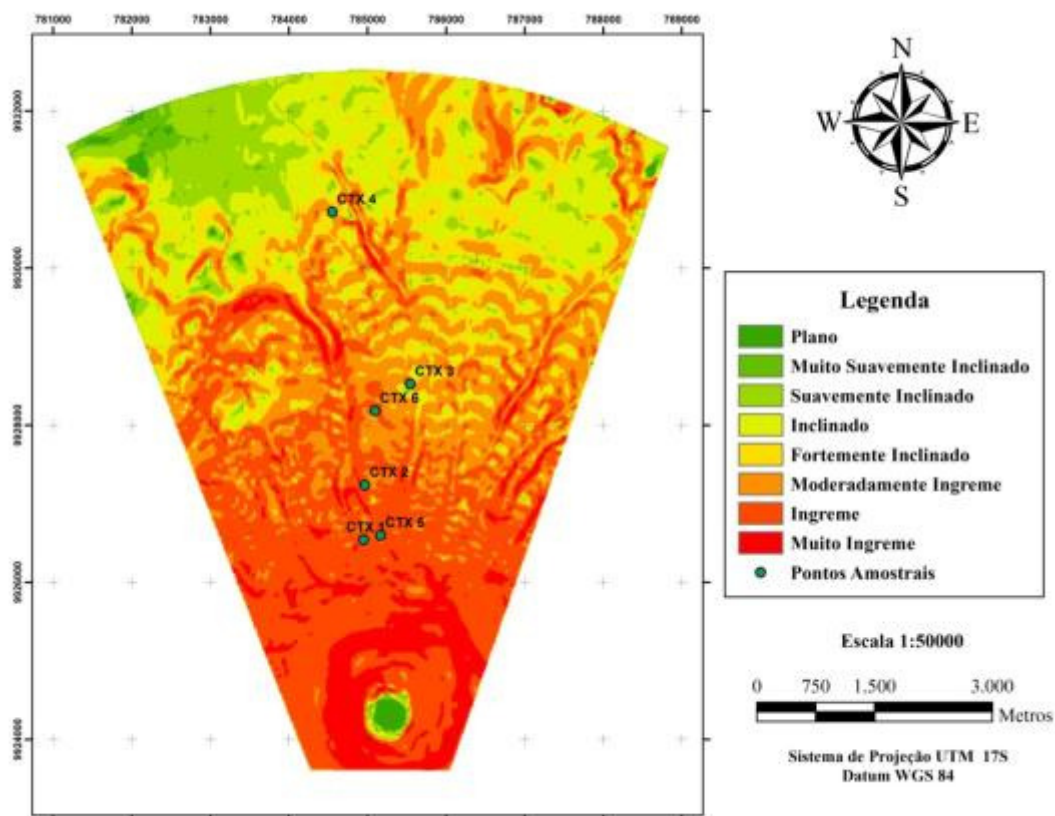 781000 782000 783000 784000 785000 786000 787000 788000 789000
N
W E
S
9932000
9930000
9928000
9926000
9924000
CTX 4
CTX 3
CTX 6
CTX 2
CTX 1 CTX 5
Legenda
Plano
Muito Suavemente Inclinado
Suavemente Inclinado
Inclinado
Fortemente Inclinado
Moderadamente Ingreme
Ingreme
Muito Ingreme
Pontos Amostrais
Escala 1:50000
0 750 1.500 3.000
Metros
Sistema de Projeção UTM 17S
Datum WGS 84